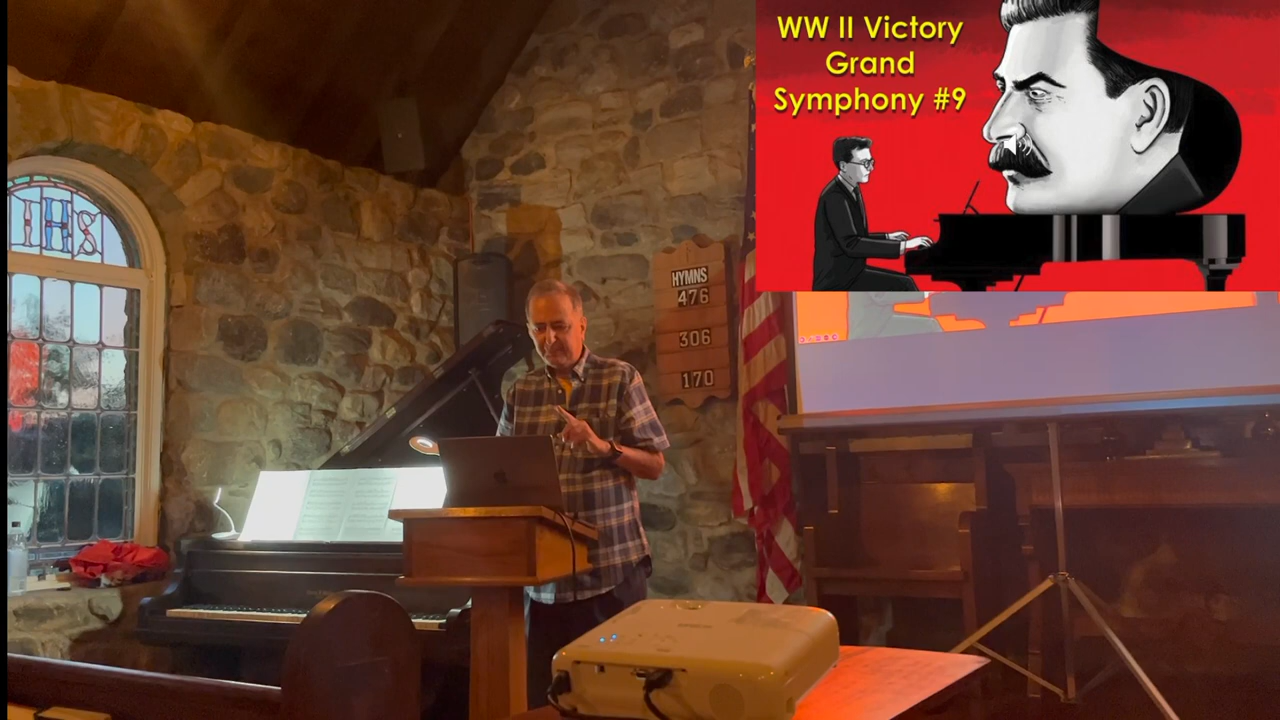 WW II Victory
Grand
Symphony #9
IHS
HYMNS
476
306
170